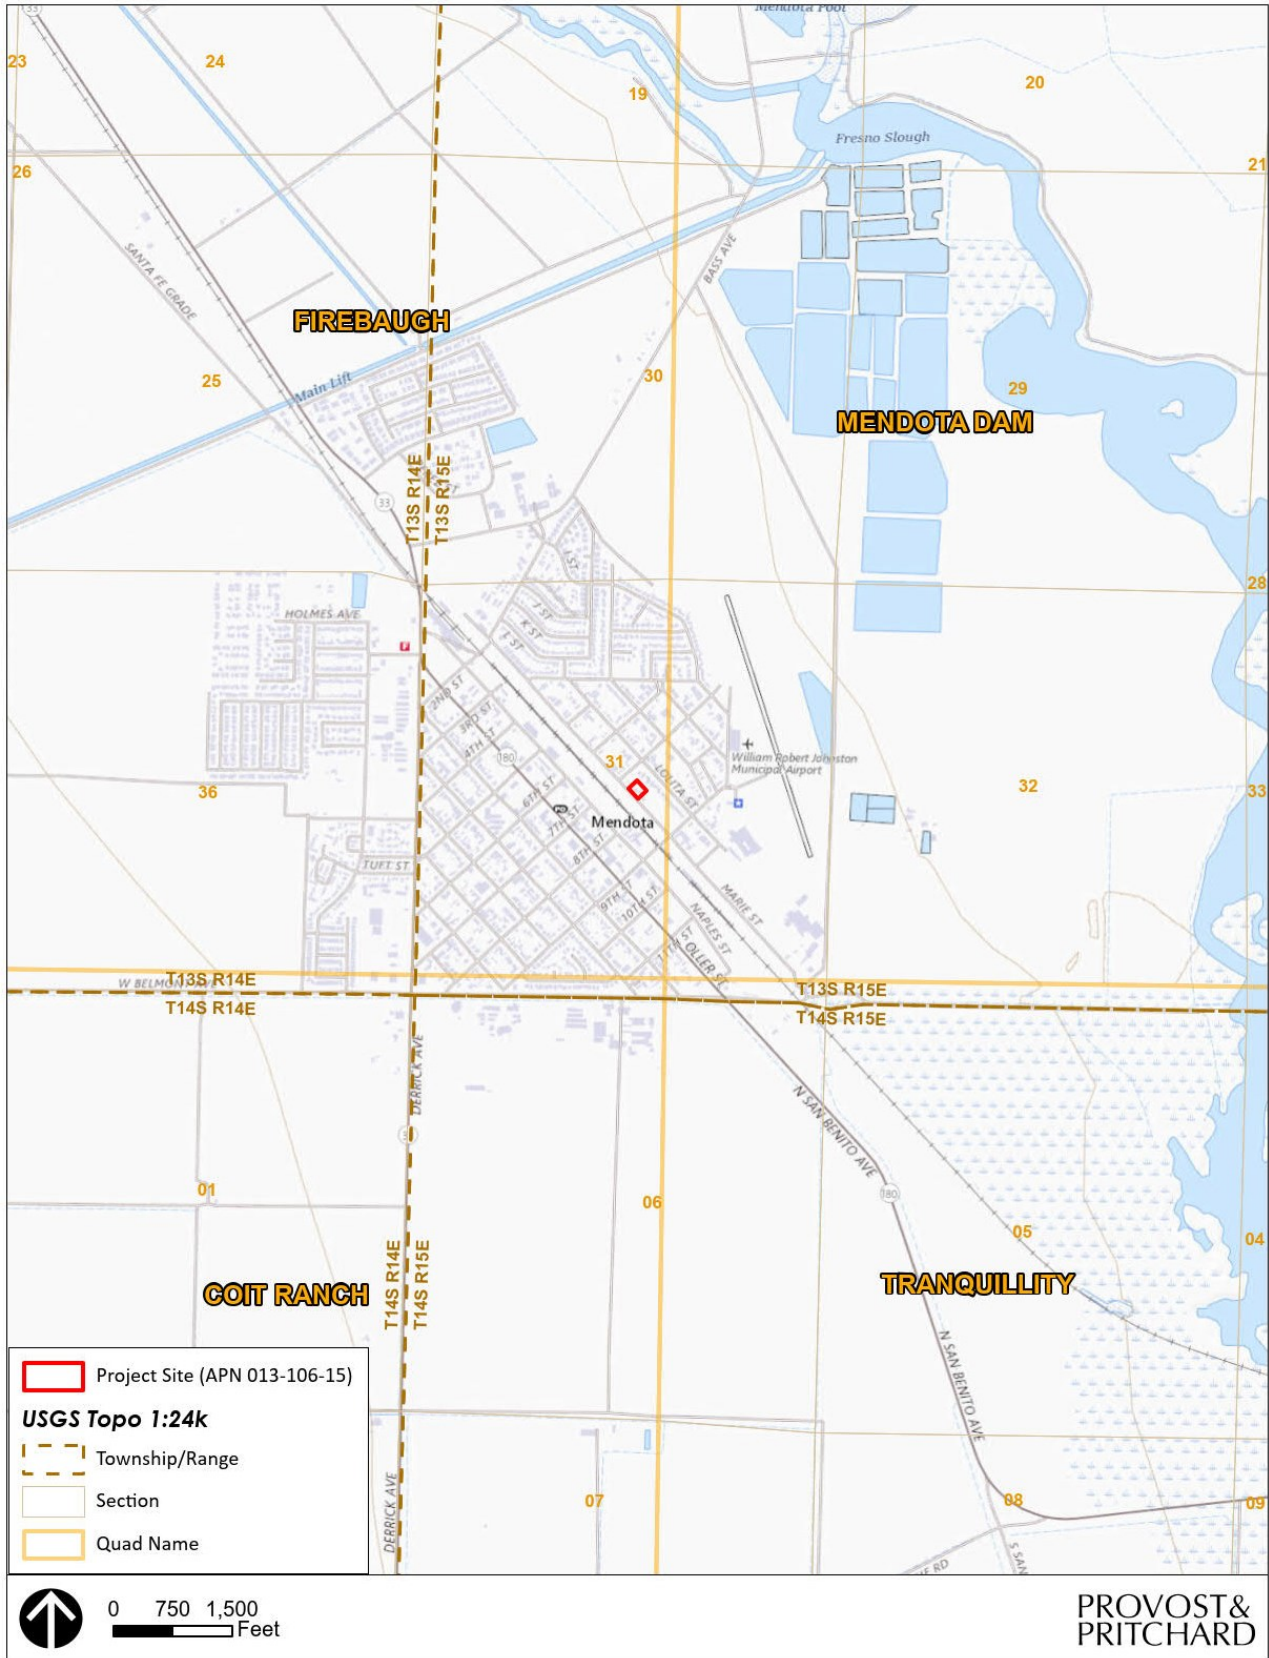 33
Mendota Pool
23
24
19
20
Fresno Slough
26
21
SANTA FE GRADE
BASS AVE
FIREBAUGH
25
Main Lift
30
29
MENDOTA DAM
T13S R14E
T13S R15E
33
I ST
28
HOLMES AVE
J ST
K ST
L ST
2ND ST
3RD ST
4TH ST
180
31
LOLITA ST
William Robert Johnston
Municipal Airport
36
6TH ST
32
33
7TH ST
Mendota
8TH ST
TUFT ST
9TH ST
10TH ST
MARIE ST
NAPLES ST
11TH ST
OLLER ST
W BELMONT AVE
T13S R14E
T14S R14E
T13S R15E
T14S R15E
DERRICK AVE
N SAN BENITO AVE
01
06
180
05
04
T14S R14E
T14S R15E
COIT RANCH
TRANQUILLITY
N SAN BENITO AVE
DERRICK AVE
07
08
09
S SAN
RD
Project Site (APN 013-106-15)
USGS Topo 1:24k
Township/Range
Section
Quad Name
0 750 1,500
Feet
PROVOST&
PRITCHARD